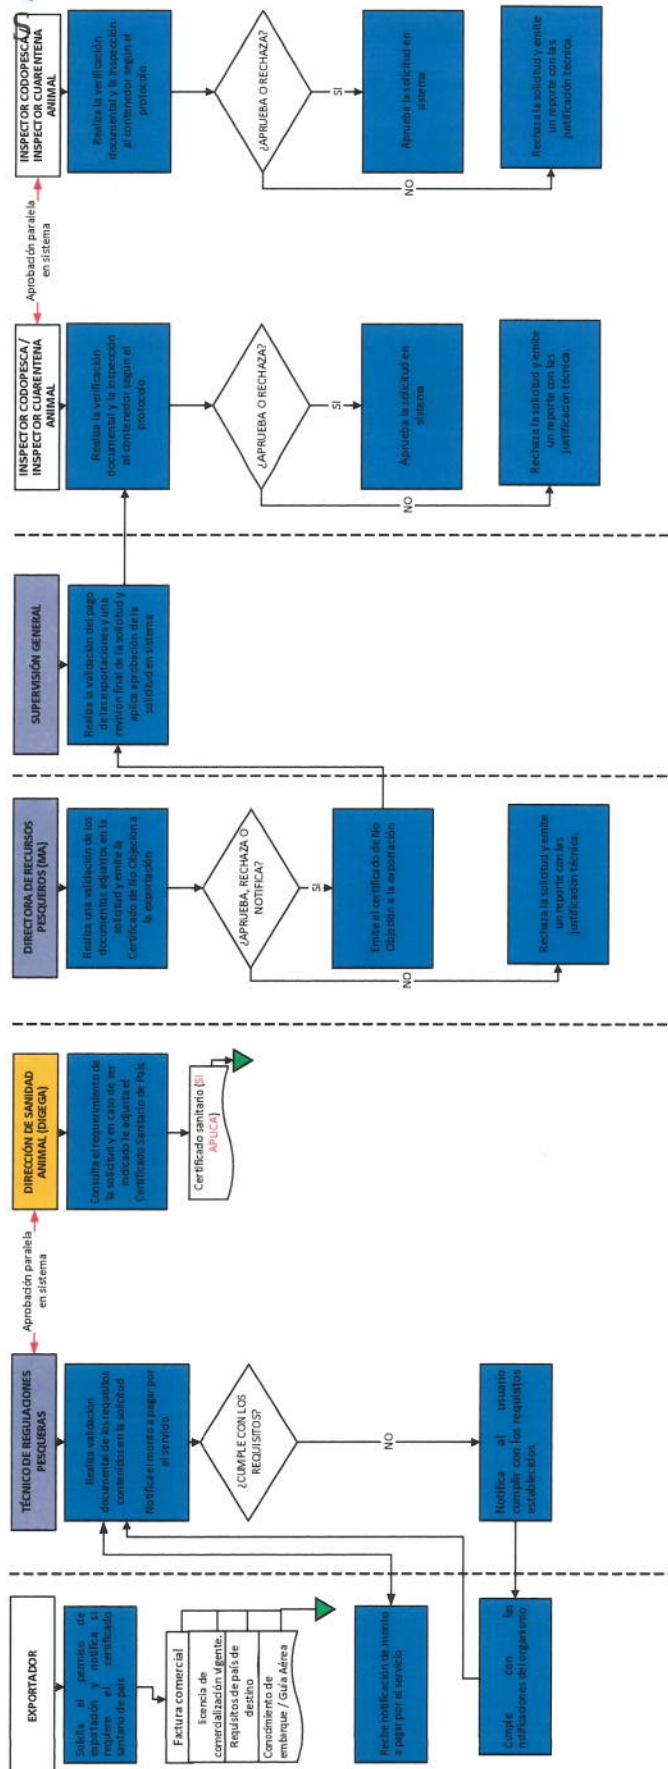 EXPORTADOR
Solicita el permiso de
exportación y notifica si
requiere el certificado
sanitario de país
Factura comercial
licencia de
comercialización vigente.
Requisitos de país de
destino
Conocimiento de
embarque / Guía Aérea
Recibe notificación de monto
a pagar por el servicio
Cumple con las
notificaciones del organismo
TÉCNICO DE REGULACIONES
PESQUERAS
Realiza validación
documental de los requisitos
contenidos en la solicitud
Notifica el monto a pagar por
el servicio
¿CUMPLE CON LOS
REQUISITOS?
NO
Notifica al usuario
cumplir con los requisitos
establecidos
Aprobación paralela
en sistema
DIRECCIÓN DE SANIDAD
ANIMAL (DIGEGA)
Consulta el requerimiento de
la solicitud y en caso de ser
indicado le adjunta el
Certificado Sanitario de País
Certificado sanitario (SI
APLICA)
DIRECTORA DE RECURSOS
PESQUEROS (MA)
Realiza una validación de los
documentos adjuntos en la
solicitud y emite la
Certificado de No Objeción a
la exportación
¿APRUEBA, RECHAZA O
NOTIFICA?
SI
NO
Emite el certificado de No
Objeción a la exportación
Rechaza la solicitud y emite
un reporte con las
justificación técnica.
SUPERVISIÓN GENERAL
Realiza la validación del pago
de las exportaciones y una
revisión final de la solicitud y
aplica aprobación de la
solicitud en sistema
INSPECTOR CODOPESCA /
INSPECTOR CUARENTENA
ANIMAL
Realiza la verificación
documental y la inspección
al contenedor según el
protocolo
¿APRUEBA O RECHAZA?
SI
NO
Aprueba la solicitud en
sistema
Rechaza la solicitud y emite
un reporte con las
justificación técnica.
Aprobación paralela
en sistema
INSPECTOR CODOPESCA /
INSPECTOR CUARENTENA
ANIMAL
Realiza la verificación
documental y la inspección
al contenedor según el
protocolo
¿APRUEBA O RECHAZA?
SI
NO
Aprueba la solicitud en
sistema
Rechaza la solicitud y emite
un reporte con las
justificación técnica.